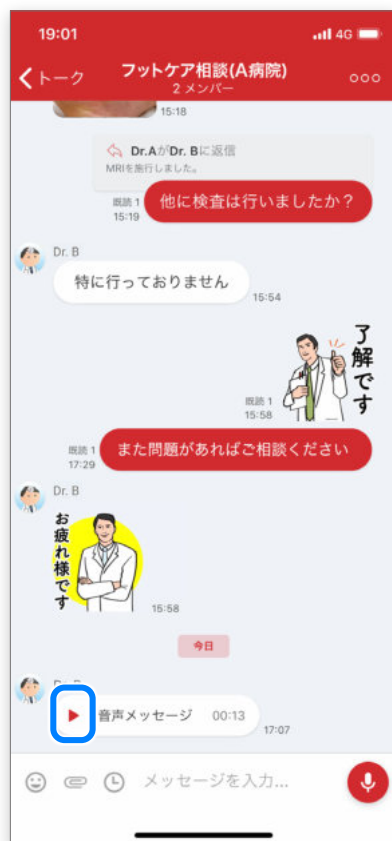 19:01
4G
トーク
フットケア相談(A病院)
2 メンバー
15:18
Dr.AがDr. Bに返信
MRIを施行しました。
他に検査は行いましたか？
既読 1
15:19
Dr. B
特に行っておりません
15:54
了解です
既読 1
15:58
また問題があればご相談ください
既読 1
17:29
Dr. B
お疲れ様です
15:58
今日
音声メッセージ 00:13
17:07
メッセージを入力...